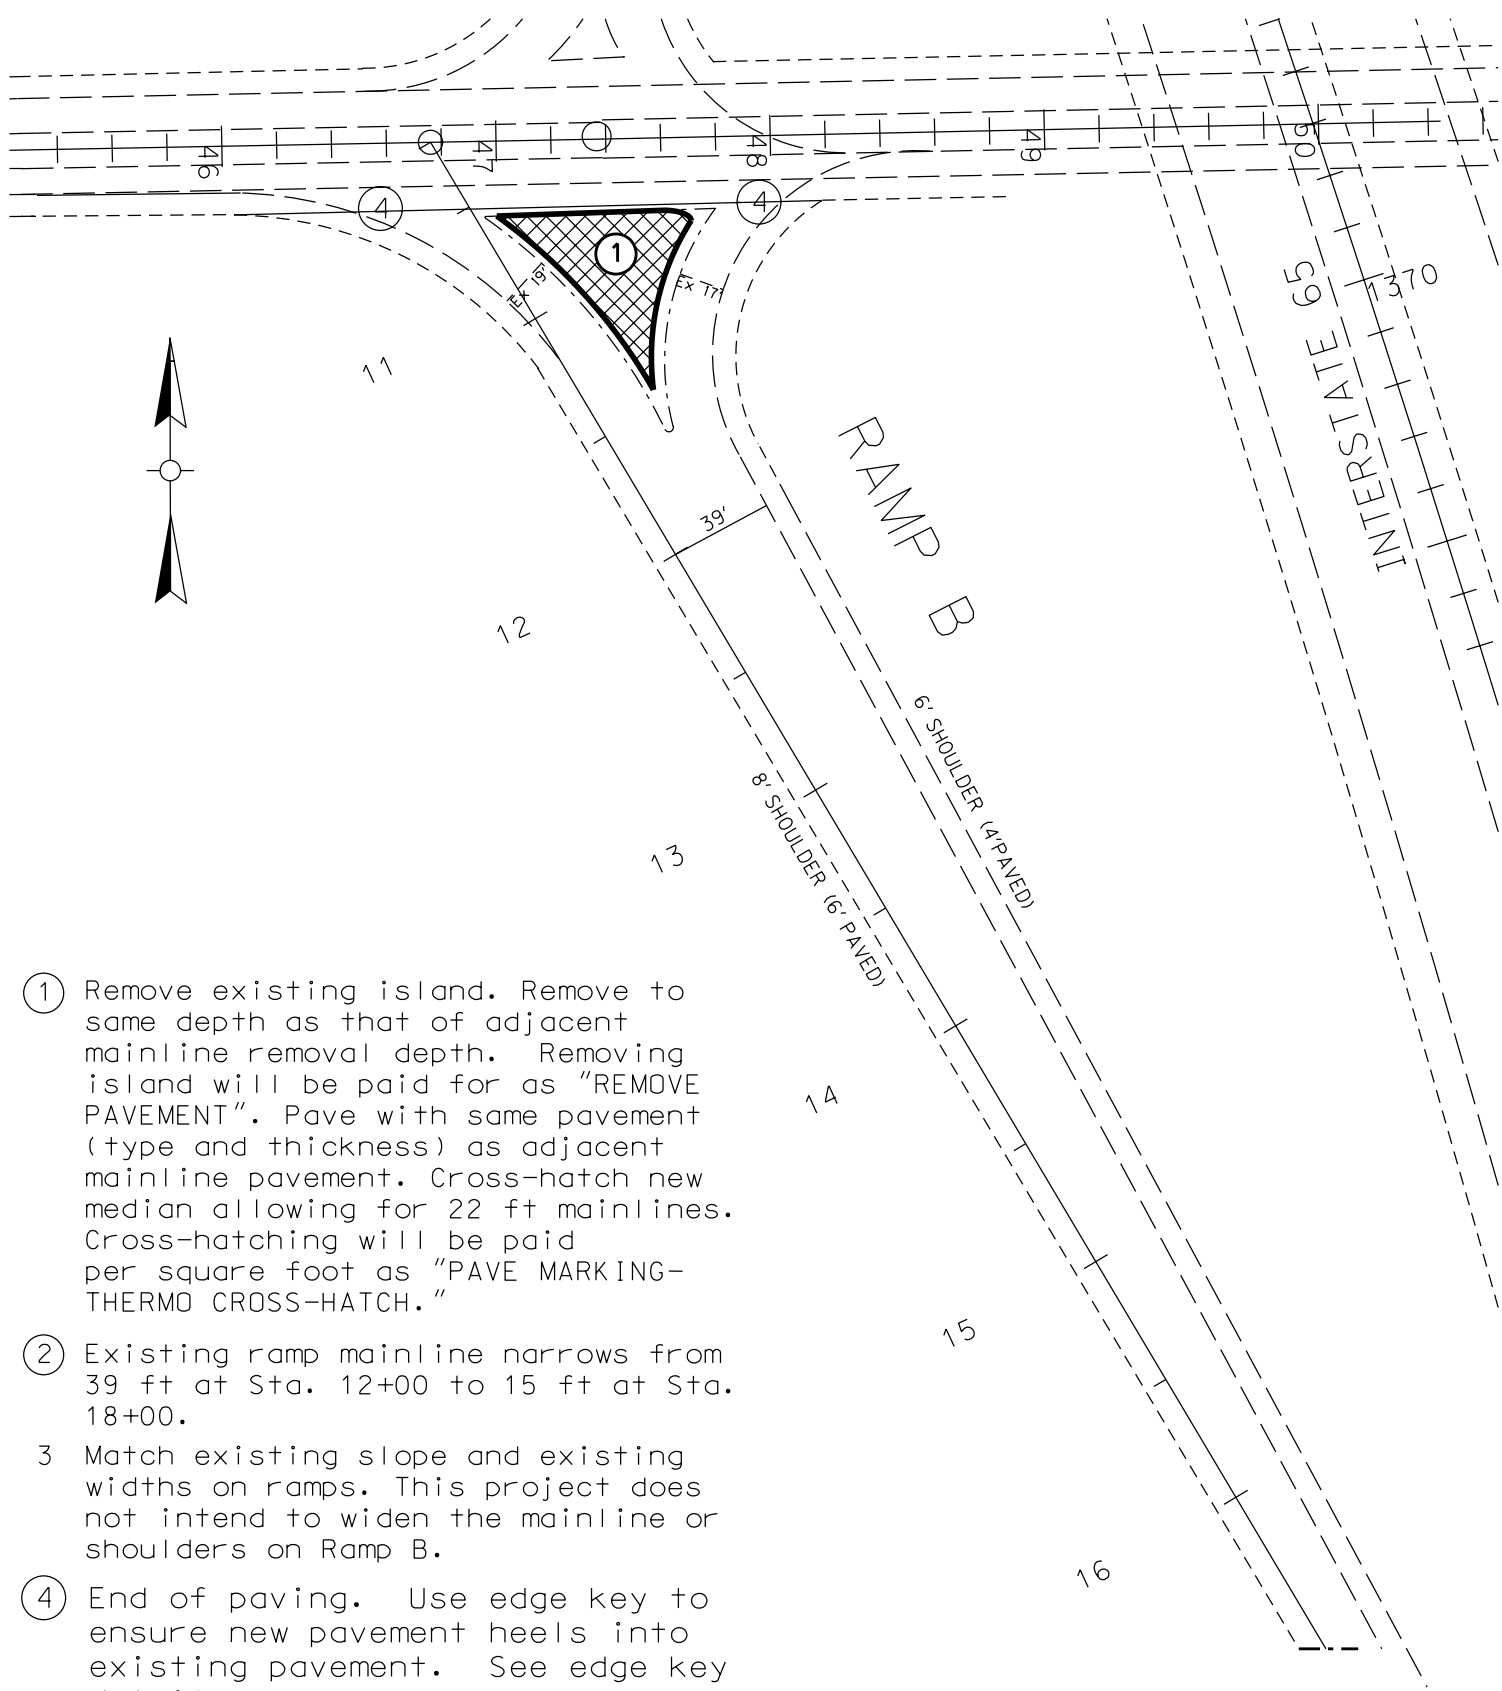 46
47
48
49
50
4
4
1
Ex 19'
Ex 17'
INTERSTATE 65
1370
11
RAMP B
39'
12
6' SHOULDER (4'PAVED)
8' SHOULDER (6' PAVED)
13
14
15
16
1 Remove existing island. Remove to
same depth as that of adjacent
mainline removal depth. Removing
island will be paid for as "REMOVE
PAVEMENT". Pave with same pavement
(type and thickness) as adjacent
mainline pavement. Cross-hatch new
median allowing for 22 ft mainlines.
Cross-hatching will be paid
per square foot as "PAVE MARKING-
THERMO CROSS-HATCH."
2 Existing ramp mainline narrows from
39 ft at Sta. 12+00 to 15 ft at Sta.
18+00.
3 Match existing slope and existing
widths on ramps. This project does
not intend to widen the mainline or
shoulders on Ramp B.
4 End of paving. Use edge key to
ensure new pavement heels into
existing pavement. See edge key